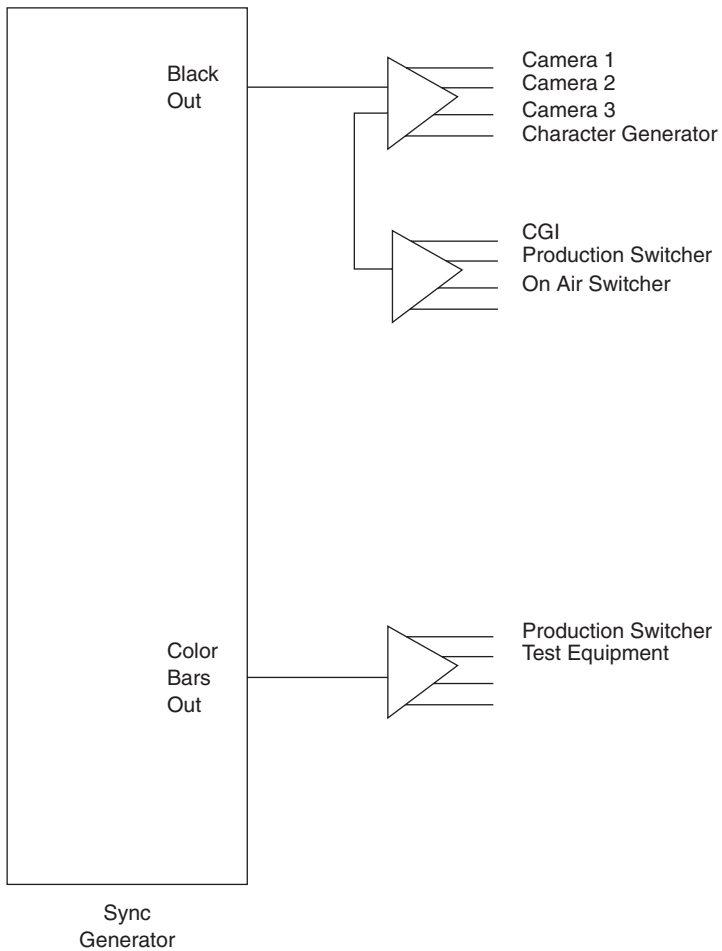 Black
Out
Camera 1
Camera 2
Camera 3
Character Generator
CGI
Production Switcher
On Air Switcher
Color
Bars
Out
Production Switcher
Test Equipment
Sync
Generator